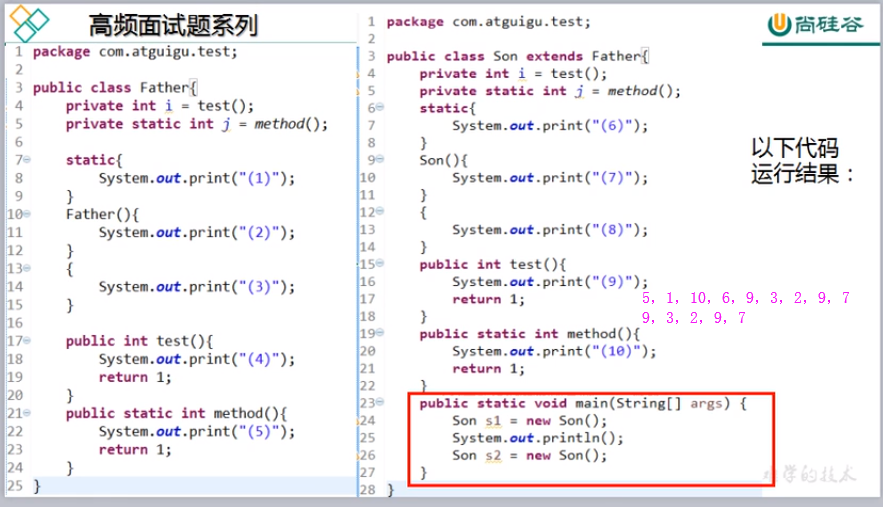 高频面试题系列
1 package com.atguigu.test;
2
3 public class Father{
4 private int i = test();
5 private static int j = method();
6
7 static{
8 System.out.print("(1)");
9 }
10 Father(){
11 System.out.print("(2)");
12 }
13 {
14 System.out.print("(3)");
15 }
16
17 public int test(){
18 System.out.print("(4)");
19 return 1;
20 }
21 public static int method(){
22 System.out.print("(5)");
23 return 1;
24 }
25 }
1 package com.atguigu.test;
2
3 public class Son extends Father{
4 private int i = test();
5 private static int j = method();
6 static{
7 System.out.print("(6)");
8 }
9 Son(){
10 System.out.print("(7)");
11 }
12 {
13 System.out.print("(8)");
14 }
15 public int test(){
16 System.out.print("(9)");
17 return 1;
18 }
19 public static int method(){
20 System.out.print("(10)");
21 return 1;
22 }
23 public static void main(String[] args) {
24 Son s1 = new Son();
25 System.out.println();
26 Son s2 = new Son();
27 }
28 }
尚硅谷
以下代码
运行结果：
5, 1, 10, 6, 9, 3, 2, 9, 7
9, 3, 2, 9, 7
学的技术